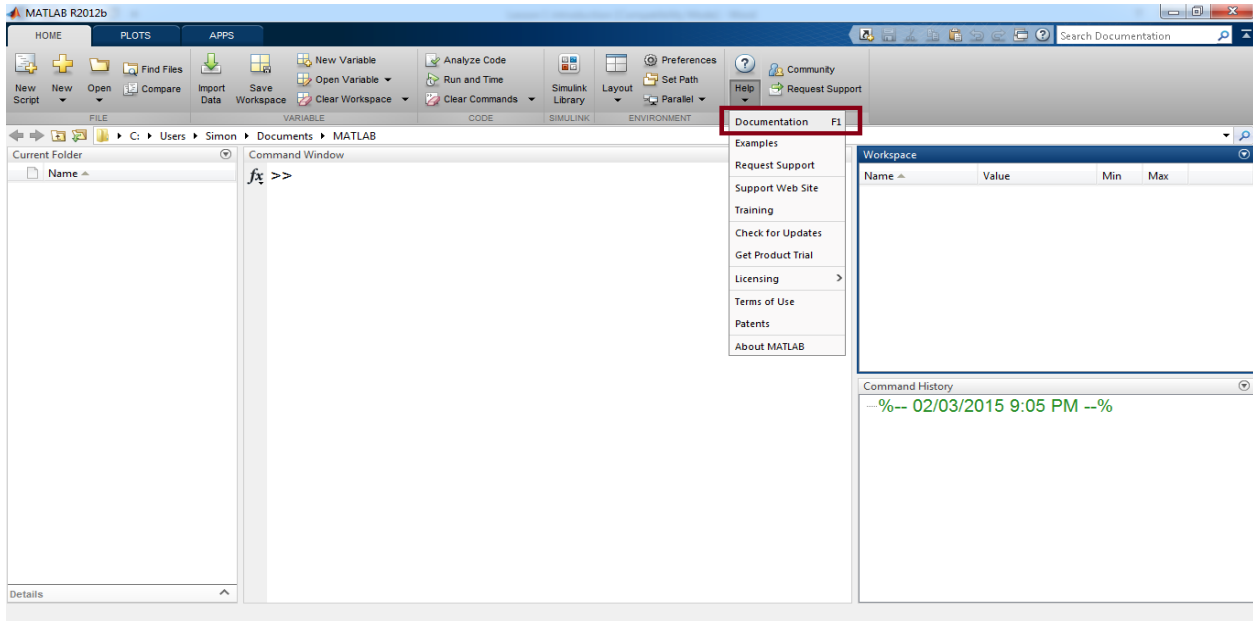 MATLAB R2012b
HOME PLOTS APPS
Search Documentation
New Script
New
Open
Find Files
Compare
Import Data
Save Workspace
New Variable
Open Variable
Clear Workspace
Analyze Code
Run and Time
Clear Commands
Simulink Library
Layout
Preferences
Set Path
Parallel
Help
Community
Request Support
FILE VARIABLE CODE SIMULINK ENVIRONMENT
C: Users Simon Documents MATLAB
Documentation F1
Examples
Request Support
Support Web Site
Training
Check for Updates
Get Product Trial
Licensing
Terms of Use
Patents
About MATLAB
Current Folder
Name
Details
Command Window
fx >>
Workspace
Name Value Min Max
Command History
%-- 02/03/2015 9:05 PM --%